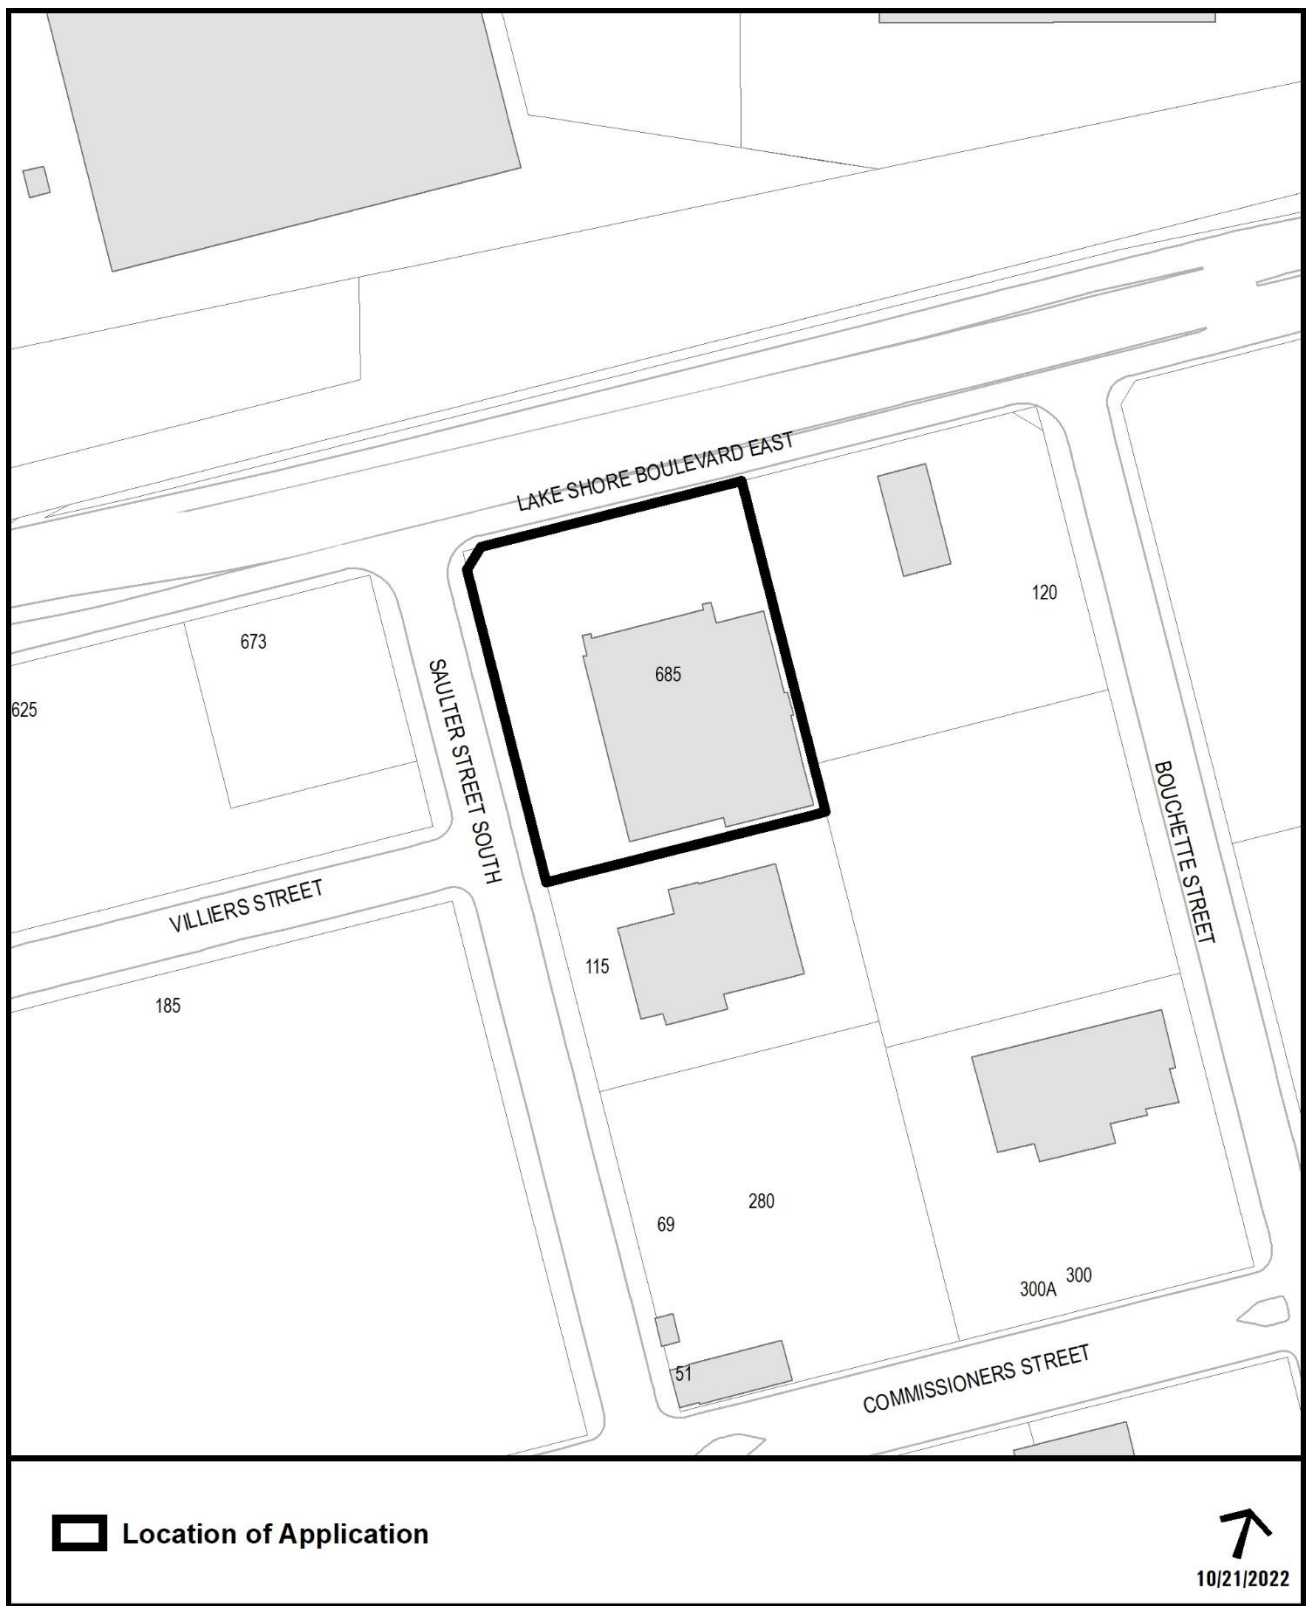 LAKE SHORE BOULEVARD EAST
120
673
685
625
SAULTER STREET SOUTH
BOUCHETTE STREET
VILLIERS STREET
115
185
280
69
300A
300
51
COMMISSIONERS STREET
Location of Application
10/21/2022